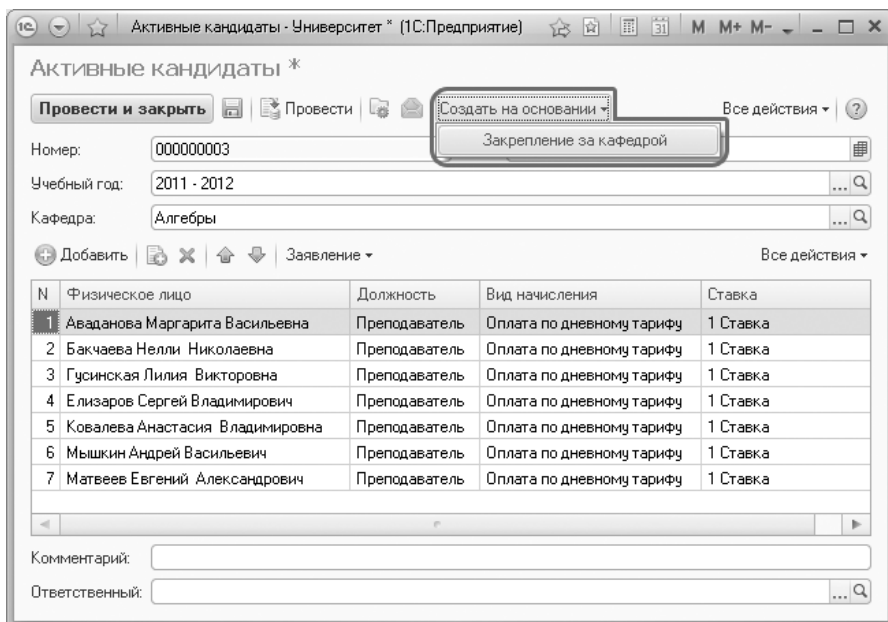 1С Активные кандидаты - Университет * (1С:Предприятие) 31 M M+ M-
Активные кандидаты *
Провести и закрыть Провести Создать на основании Все действия ?
Закрепление за кафедрой
Номер: 000000003
Учебный год: 2011 - 2012 ...
Кафедра: Алгебры ...
Добавить Заявление Все действия
N Физическое лицо Должность Вид начисления Ставка
1 Аваданова Маргарита Васильевна Преподаватель Оплата по дневному тарифу 1 Ставка
2 Бакчаева Нелли Николаевна Преподаватель Оплата по дневному тарифу 1 Ставка
3 Гусинская Лилия Викторовна Преподаватель Оплата по дневному тарифу 1 Ставка
4 Елизаров Сергей Владимирович Преподаватель Оплата по дневному тарифу 1 Ставка
5 Ковалева Анастасия Владимировна Преподаватель Оплата по дневному тарифу 1 Ставка
6 Мышкин Андрей Васильевич Преподаватель Оплата по дневному тарифу 1 Ставка
7 Матвеев Евгений Александрович Преподаватель Оплата по дневному тарифу 1 Ставка
Комментарий:
Ответственный: ...